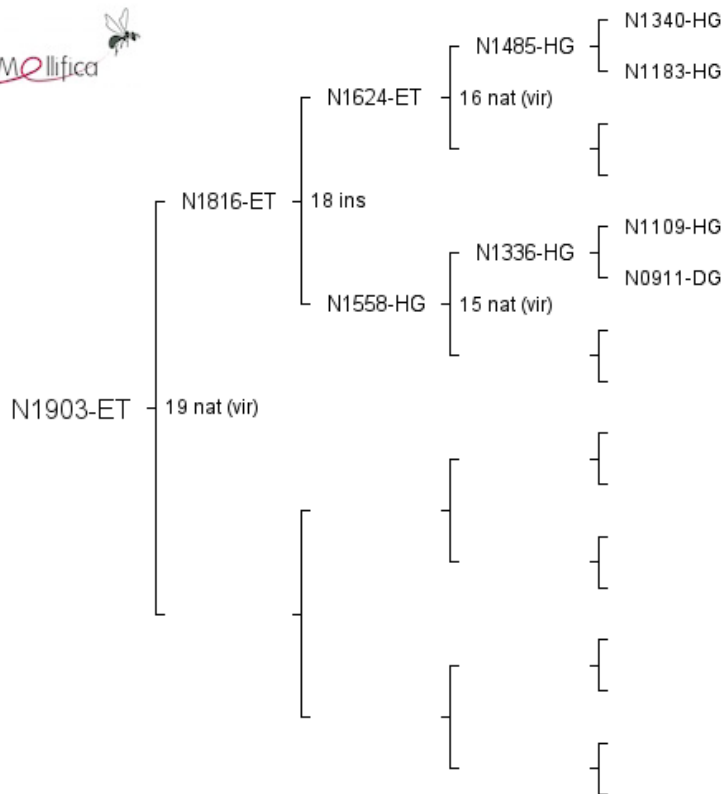 Mellifica
N1340-HG
N1485-HG
N1183-HG
N1624-ET
16 nat (vir)
N1816-ET
18 ins
N1109-HG
N1336-HG
N0911-DG
N1558-HG
15 nat (vir)
N1903-ET
19 nat (vir)